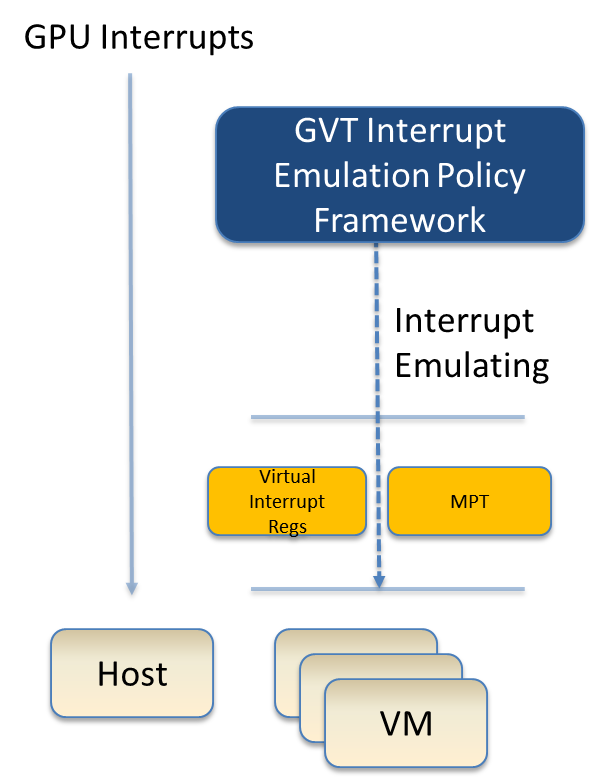 GPU Interrupts
GVT Interrupt
Emulation Policy
Framework
Interrupt
Emulating
Virtual
Interrupt
Regs
MPT
Host
VM